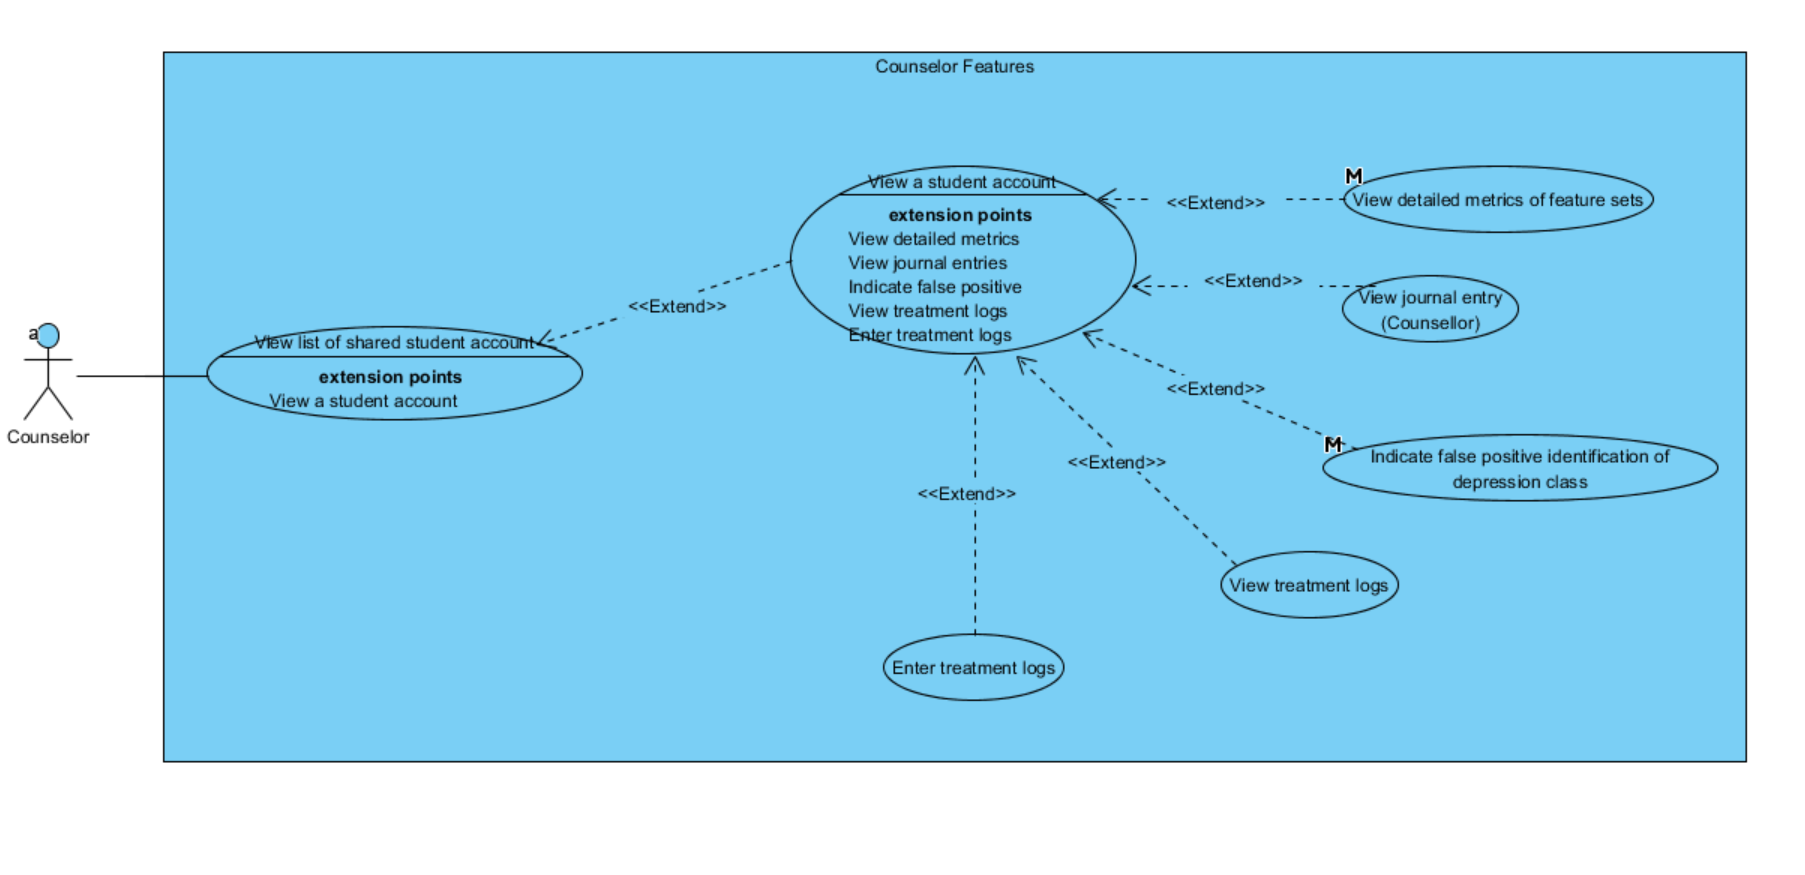 Counselor Features
a
Counselor
View list of shared student account
extension points
View a student account
<<Extend>>
View a student account
extension points
View detailed metrics
View journal entries
Indicate false positive
View treatment logs
Enter treatment logs
<<Extend>>
M
View detailed metrics of feature sets
<<Extend>>
View journal entry
(Counsellor)
<<Extend>>
M
Indicate false positive identification of
depression class
<<Extend>>
View treatment logs
<<Extend>>
Enter treatment logs